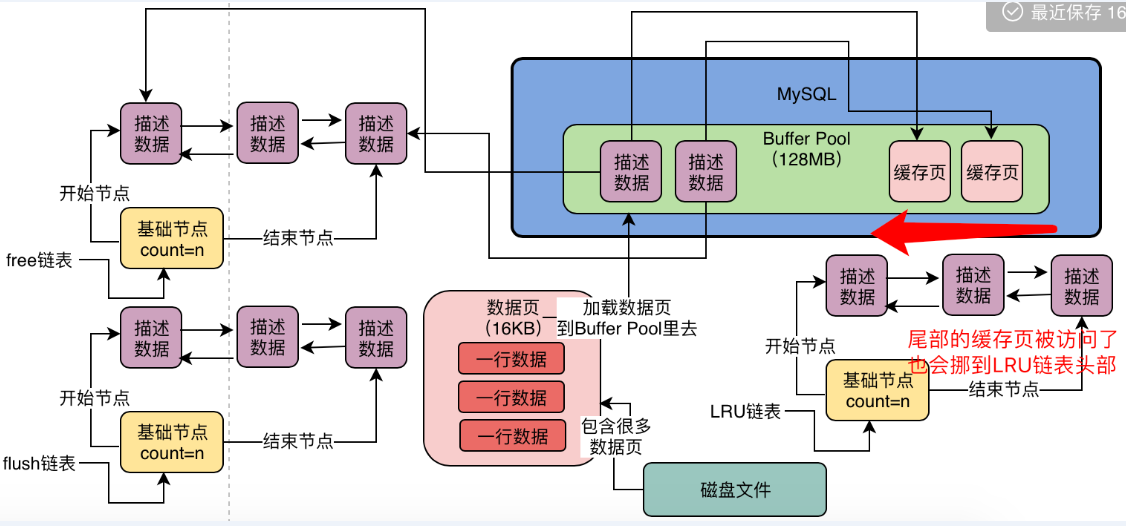 最近保存 16
MySQL
Buffer Pool
（128MB）
描述
数据
描述
数据
缓存页
缓存页
描述
数据
描述
数据
描述
数据
开始节点
基础节点
count=n
结束节点
free链表
描述
数据
描述
数据
描述
数据
开始节点
基础节点
count=n
结束节点
flush链表
数据页
（16KB）
一行数据
一行数据
一行数据
加载数据页
到Buffer Pool里去
包含很多
数据页
磁盘文件
描述
数据
描述
数据
描述
数据
尾部的缓存页被访问了
也会挪到LRU链表头部
开始节点
基础节点
count=n
结束节点
LRU链表